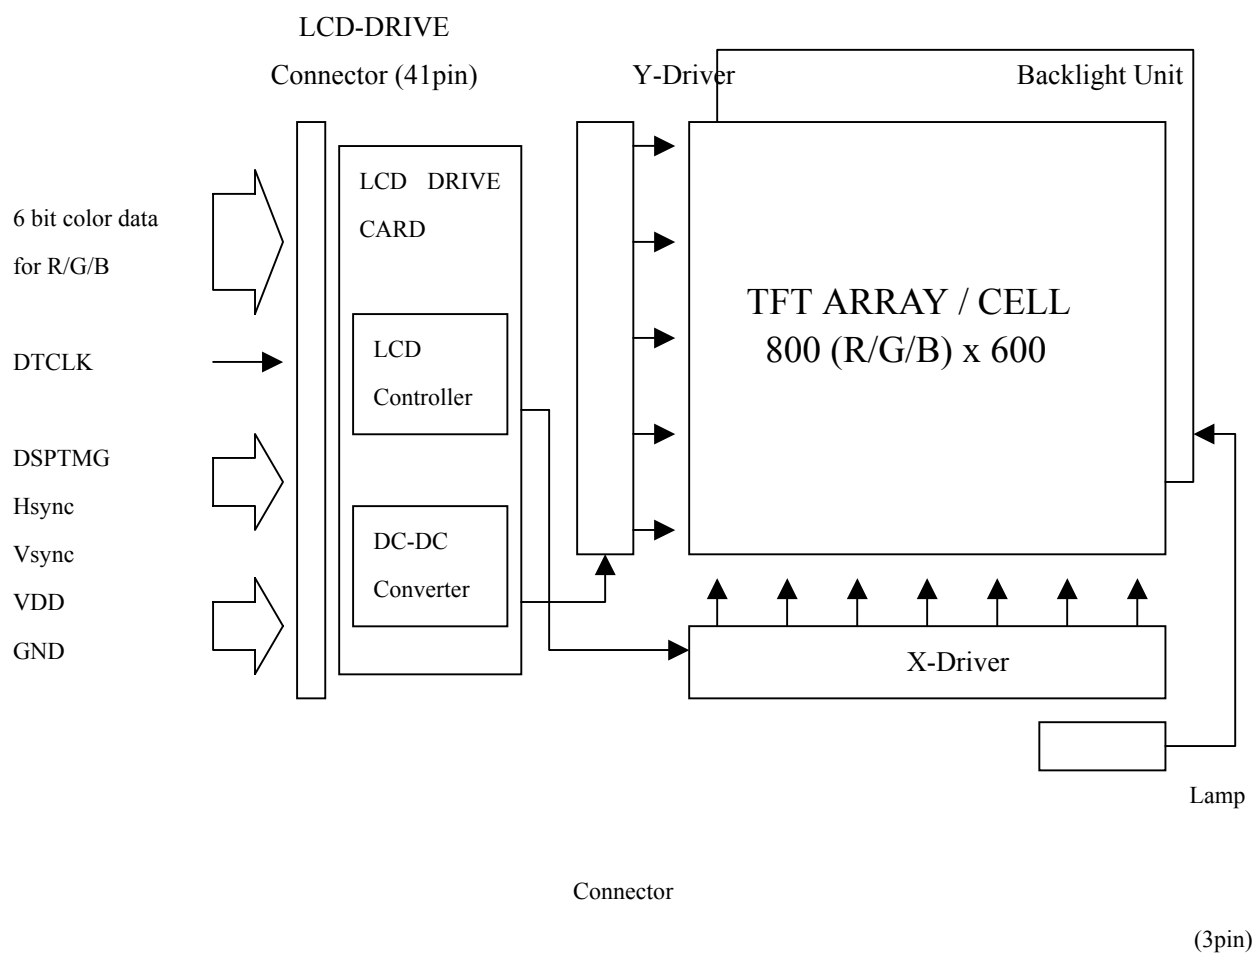 LCD-DRIVE
Connector (41pin)
Y-Driver
Backlight Unit
LCD DRIVE
CARD
6 bit color data
for R/G/B
TFT ARRAY / CELL
800 (R/G/B) x 600
DTCLK
LCD
Controller
DSPTMG
Hsync
Vsync
VDD
GND
DC-DC
Converter
X-Driver
Lamp
Connector
(3pin)